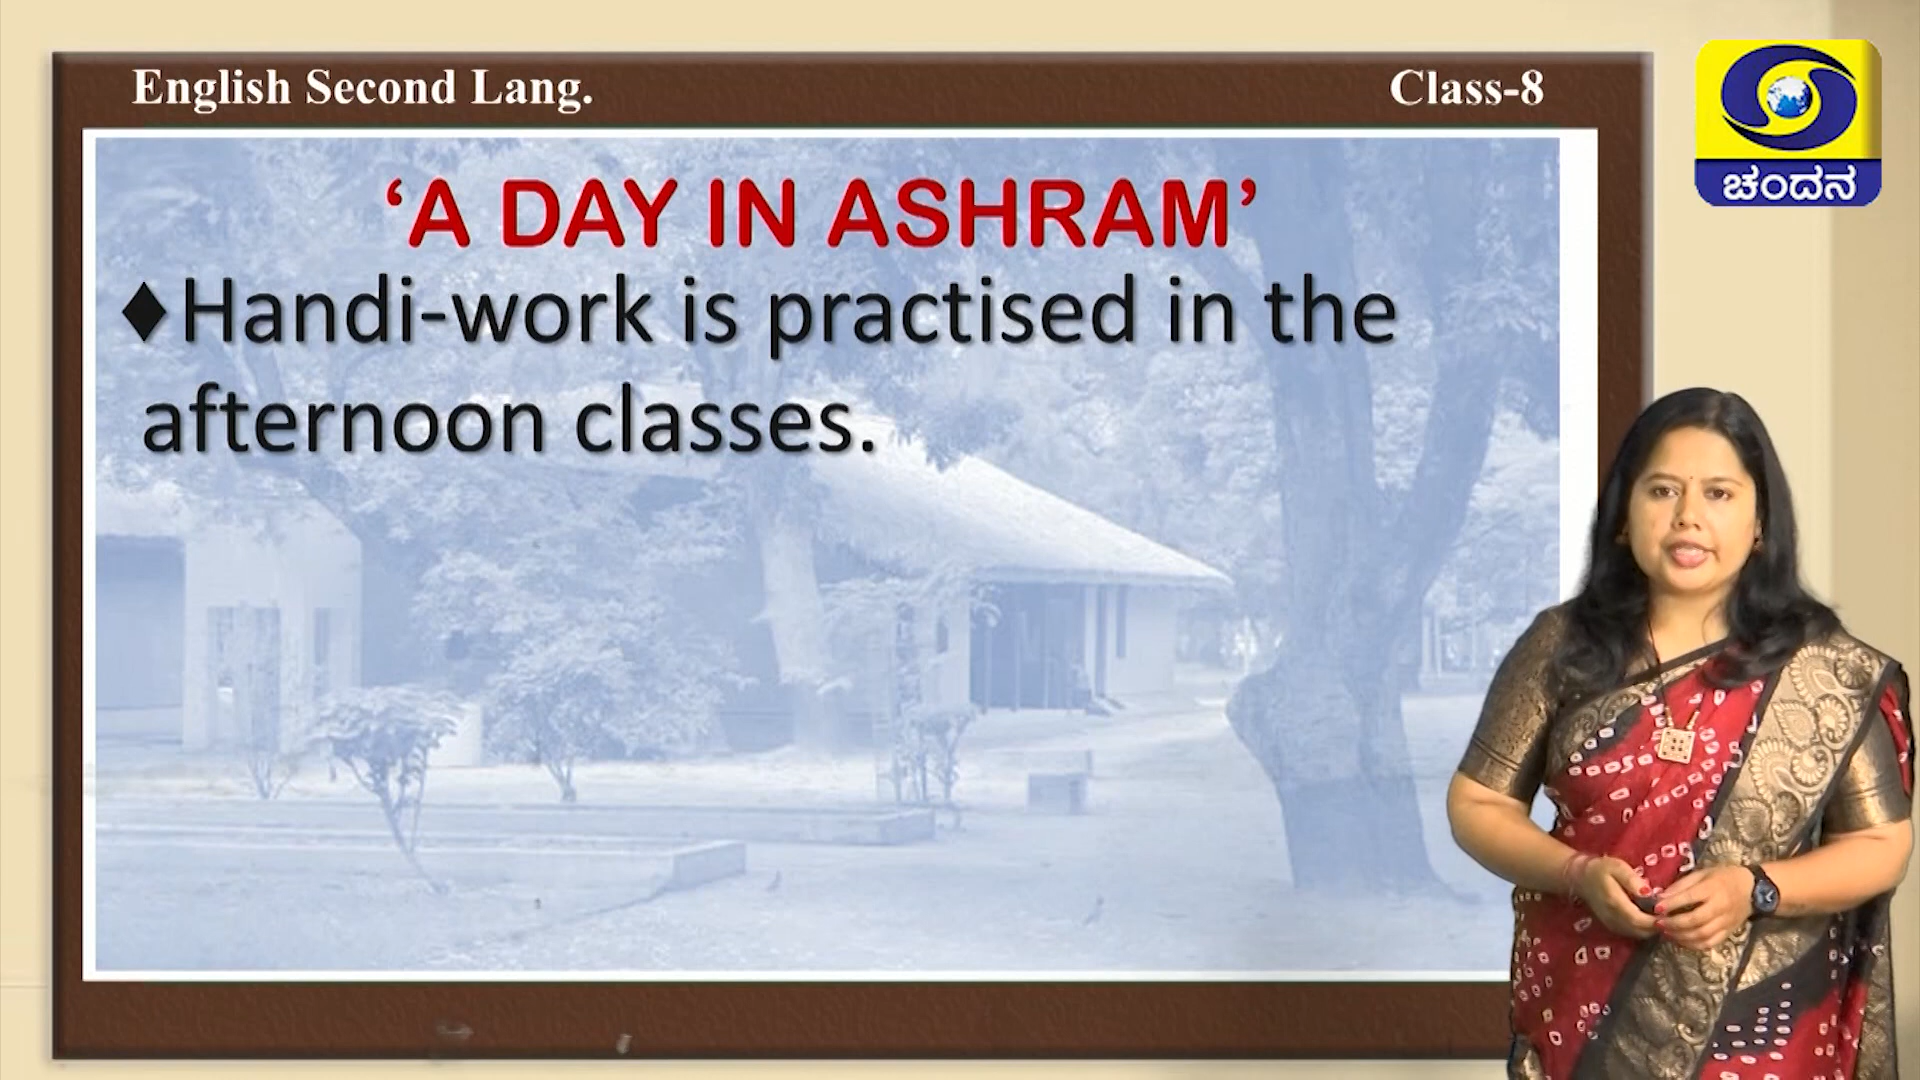 English Second Lang.
Class-8
ಚಂದನ
‘A DAY IN ASHRAM’
♦Handi-work is practised in the
afternoon classes.